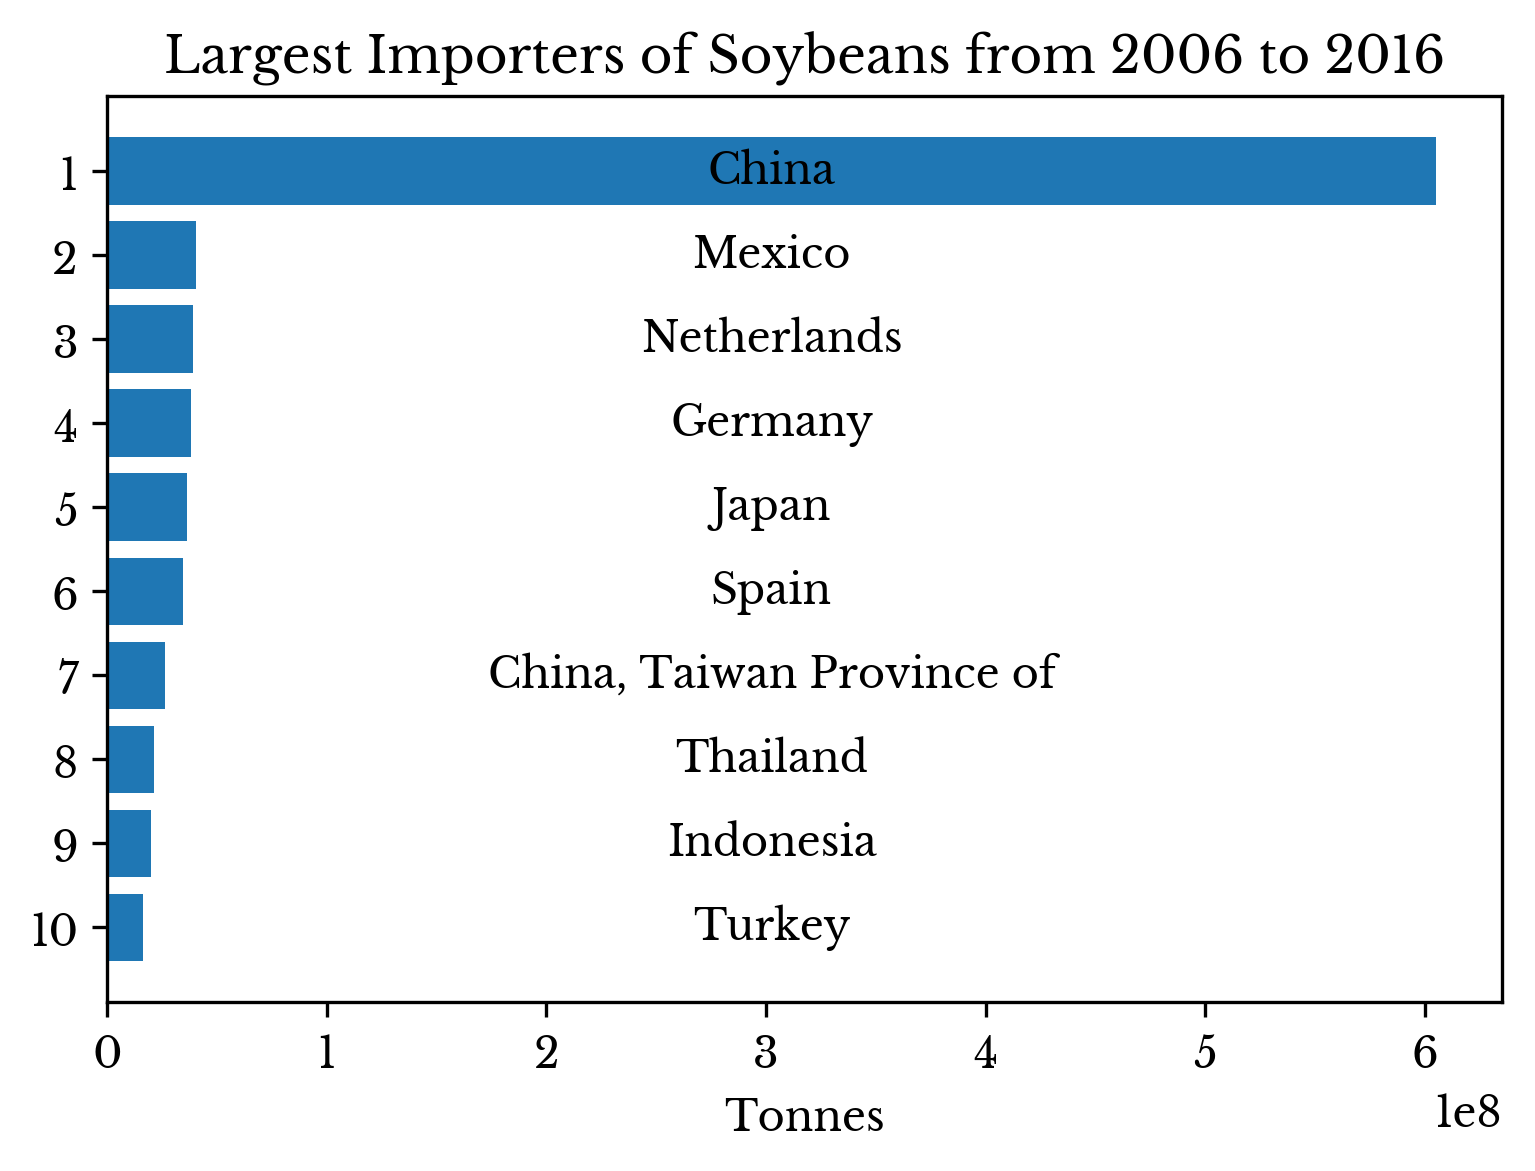 Largest Importers of Soybeans from 2006 to 2016
1 China
2 Mexico
3 Netherlands
4 Germany
5 Japan
6 Spain
7 China, Taiwan Province of
8 Thailand
9 Indonesia
10 Turkey
0 1 2 3 4 5 6
Tonnes
1e8